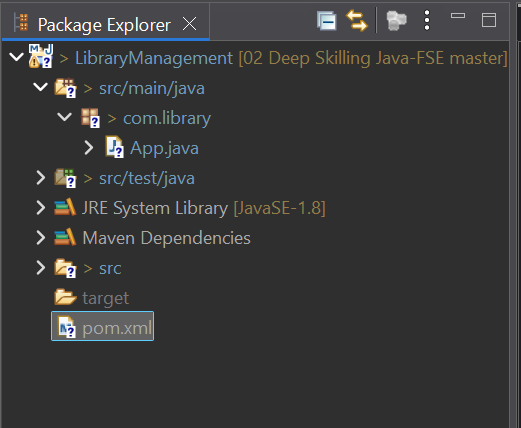 Package Explorer
> LibraryManagement [02 Deep Skilling Java-FSE master]
> src/main/java
> com.library
App.java
> src/test/java
JRE System Library [JavaSE-1.8]
Maven Dependencies
> src
target
pom.xml